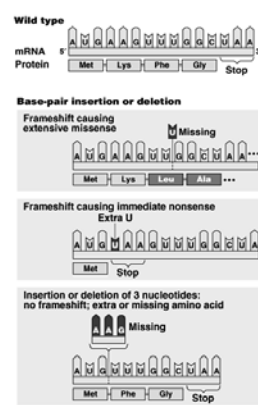 Wild type
A U G A A G U U U G G C U A A
mRNA 5' 3'
Protein Met Lys Phe Gly
Stop
Base-pair insertion or deletion
Frameshift causing
extensive missense
U Missing
A U G A A G U U G G C U A A ...
Met Lys Leu Ala ...
Frameshift causing immediate nonsense
Extra U
A U G U A A G U U U G G C U A
Met
Stop
Insertion or deletion of 3 nucleotides:
no frameshift; extra or missing amino acid
A A G Missing
A U G U U U G G C U A A
Met Phe Gly
Stop